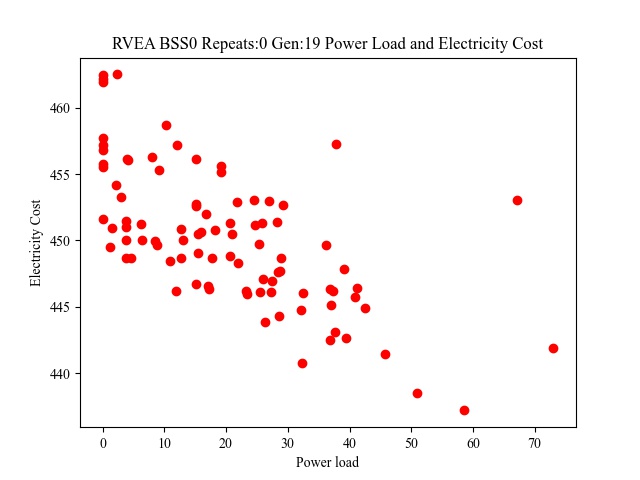 RVEA BSS0 Repeats:0 Gen:19 Power Load and Electricity Cost
460
455
450
445
440
Electricity Cost
0 10 20 30 40 50 60 70
Power load